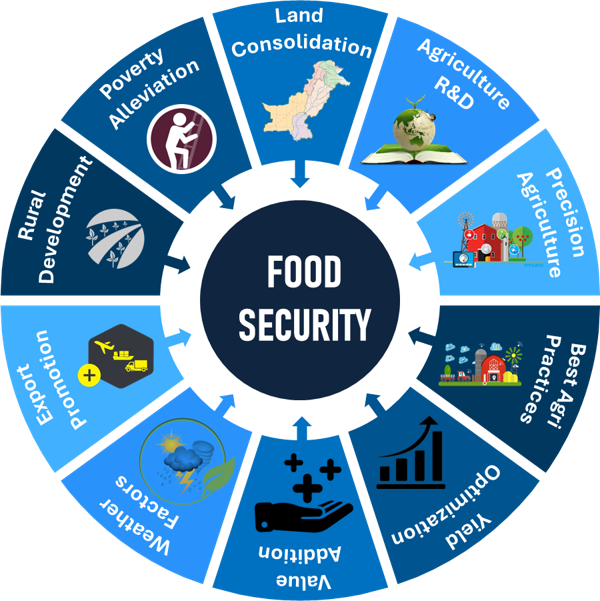 Land
Consolidation
Agriculture
R&D
Precision
Agriculture
Best Agri
Practices
Yield
Optimization
Value
Addition
Weather
Factors
Export
Promotion
Rural
Development
Poverty
Alleviation
FOOD
SECURITY